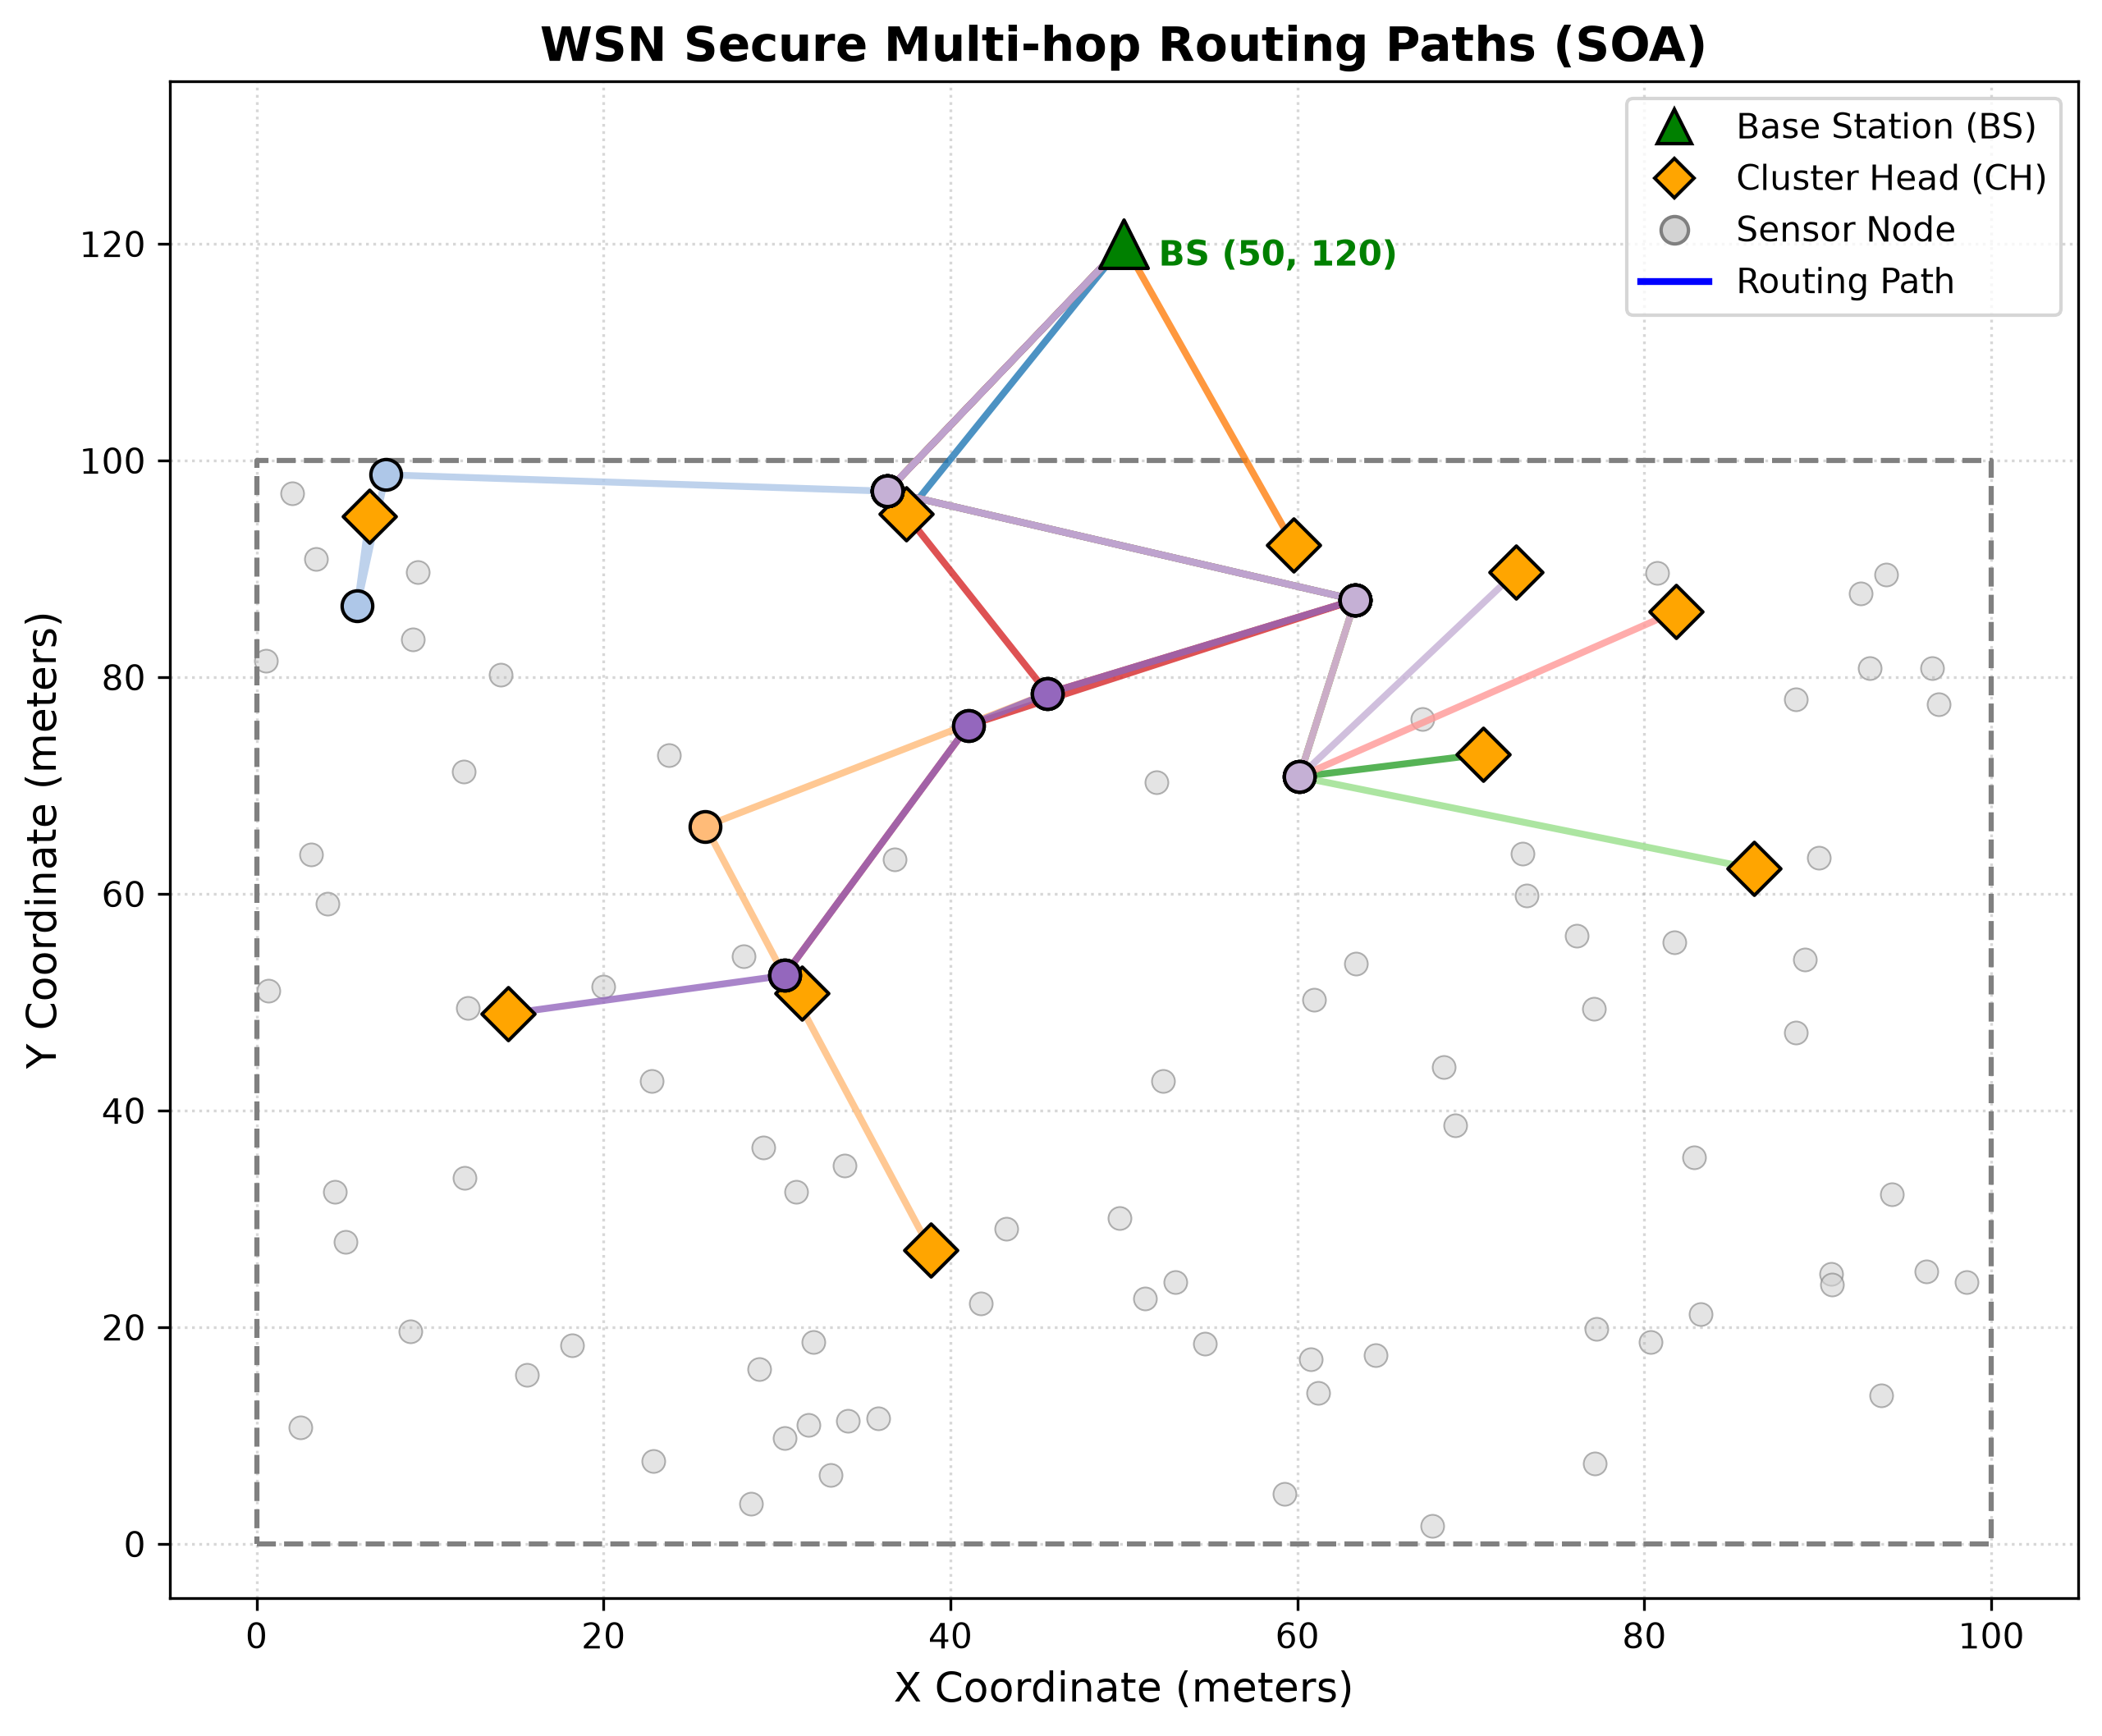 WSN Secure Multi-hop Routing Paths (SOA)
Base Station (BS)
Cluster Head (CH)
Sensor Node
Routing Path
BS (50, 120)
Y Coordinate (meters)
120
100
80
60
40
20
0
0 20 40 60 80 100
X Coordinate (meters)